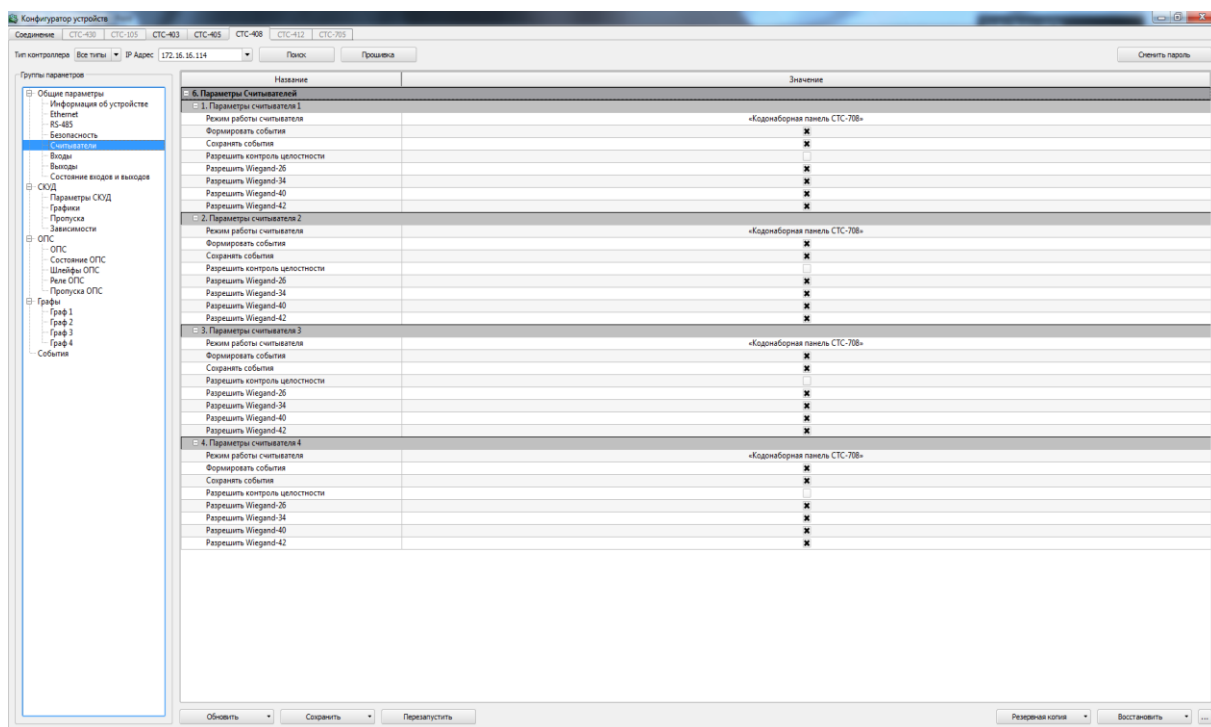 Конфигуратор устройств
Соединение СТС-430 СТС-105 СТС-403 СТС-405 СТС-408 СТС-412 СТС-705
Тип контроллера Все типы IP Адрес 172.16.16.114 Поиск Прошивка Сменить пароль
Группы параметров
Общие параметры
Информация об устройстве
Ethernet
RS-485
Безопасность
Считыватели
Входы
Выходы
Состояние входов и выходов
СКУД
Параметры СКУД
Графики
Пропуска
Зависимости
ОПС
ОПС
Состояние ОПС
Шлейфы ОПС
Реле ОПС
Пропуска ОПС
Графы
Граф 1
Граф 2
Граф 3
Граф 4
События
Название Значение
6. Параметры Считывателей
1. Параметры считывателя 1
Режим работы считывателя «Кодонаборная панель СТС-708»
Формировать события
Сохранять события
Разрешить контроль целостности
Разрешить Wiegand-26
Разрешить Wiegand-34
Разрешить Wiegand-40
Разрешить Wiegand-42
2. Параметры считывателя 2
Режим работы считывателя «Кодонаборная панель СТС-708»
Формировать события
Сохранять события
Разрешить контроль целостности
Разрешить Wiegand-26
Разрешить Wiegand-34
Разрешить Wiegand-40
Разрешить Wiegand-42
3. Параметры считывателя 3
Режим работы считывателя «Кодонаборная панель СТС-708»
Формировать события
Сохранять события
Разрешить контроль целостности
Разрешить Wiegand-26
Разрешить Wiegand-34
Разрешить Wiegand-40
Разрешить Wiegand-42
4. Параметры считывателя 4
Режим работы считывателя «Кодонаборная панель СТС-708»
Формировать события
Сохранять события
Разрешить контроль целостности
Разрешить Wiegand-26
Разрешить Wiegand-34
Разрешить Wiegand-40
Разрешить Wiegand-42
Обновить Сохранить Перезапустить Резервная копия Восстановить ...